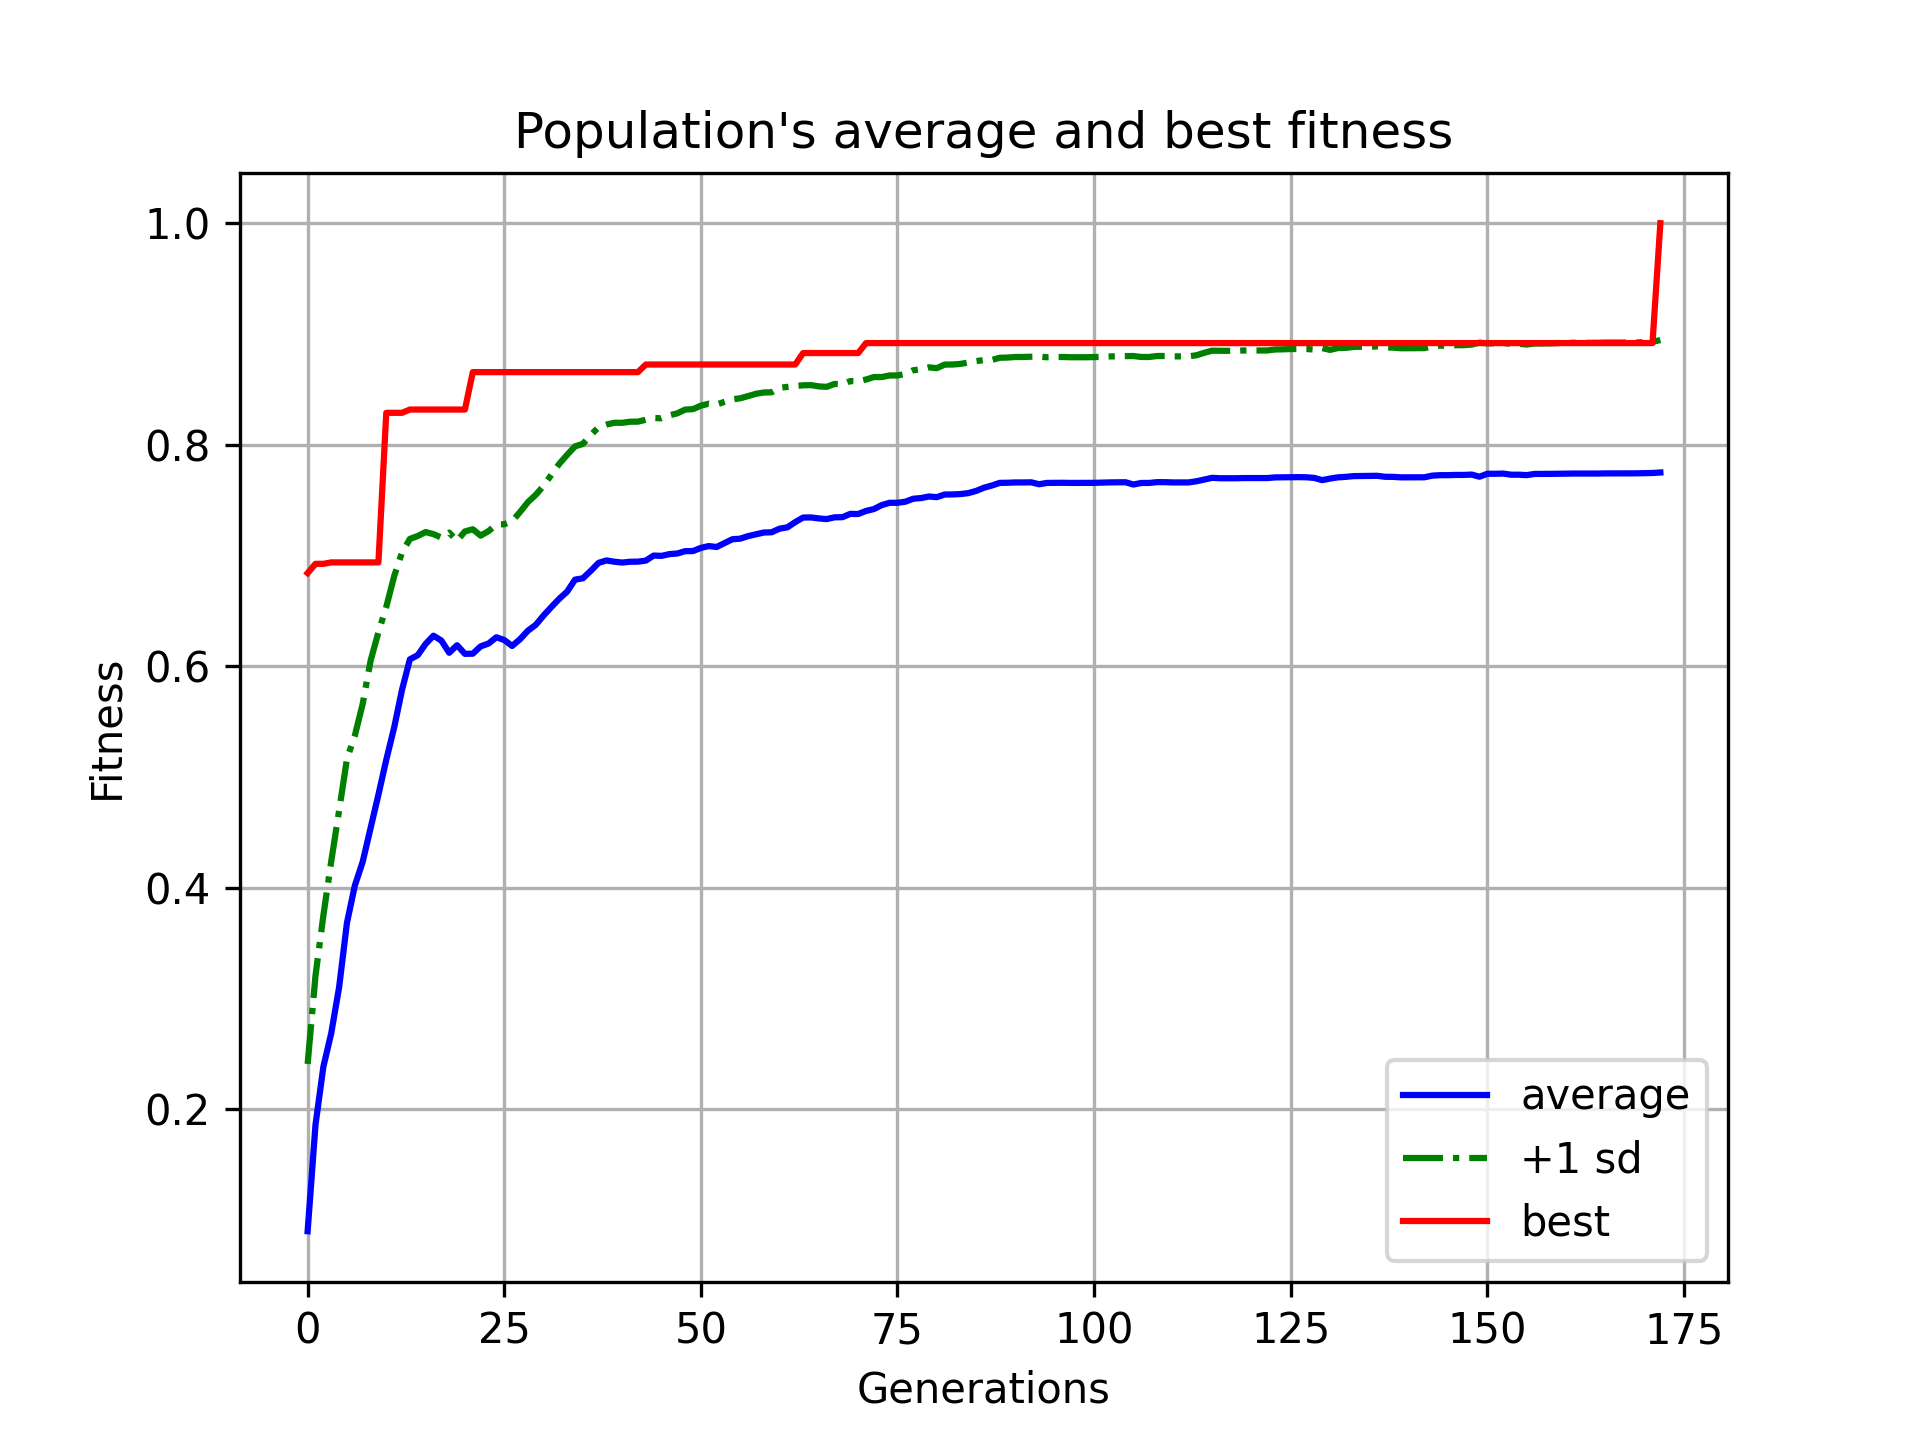 Population's average and best fitness
1.0
0.8
0.6
0.4
0.2
Fitness
average
+1 sd
best
0 25 50 75 100 125 150 175
Generations